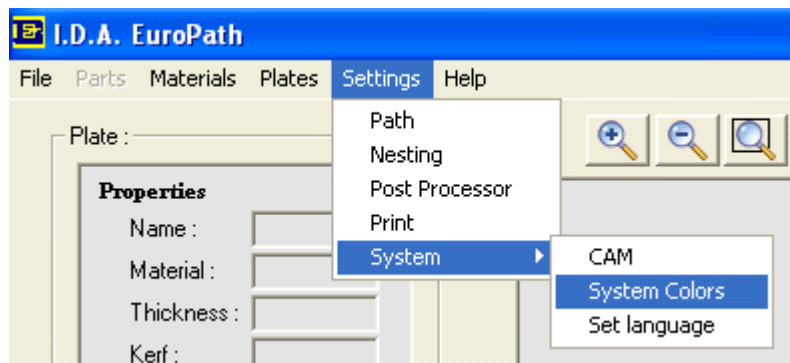 I.D.A. EuroPath
File Parts Materials Plates Settings Help
Plate :
Properties
Name :
Material :
Thickness :
Kerf :
Path
Nesting
Post Processor
Print
System
CAM
System Colors
Set language